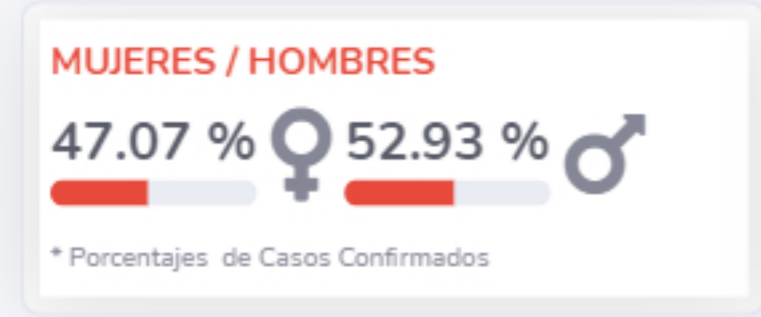 MUJERES / HOMBRES
47.07 % 52.93 %
* Porcentajes de Casos Confirmados